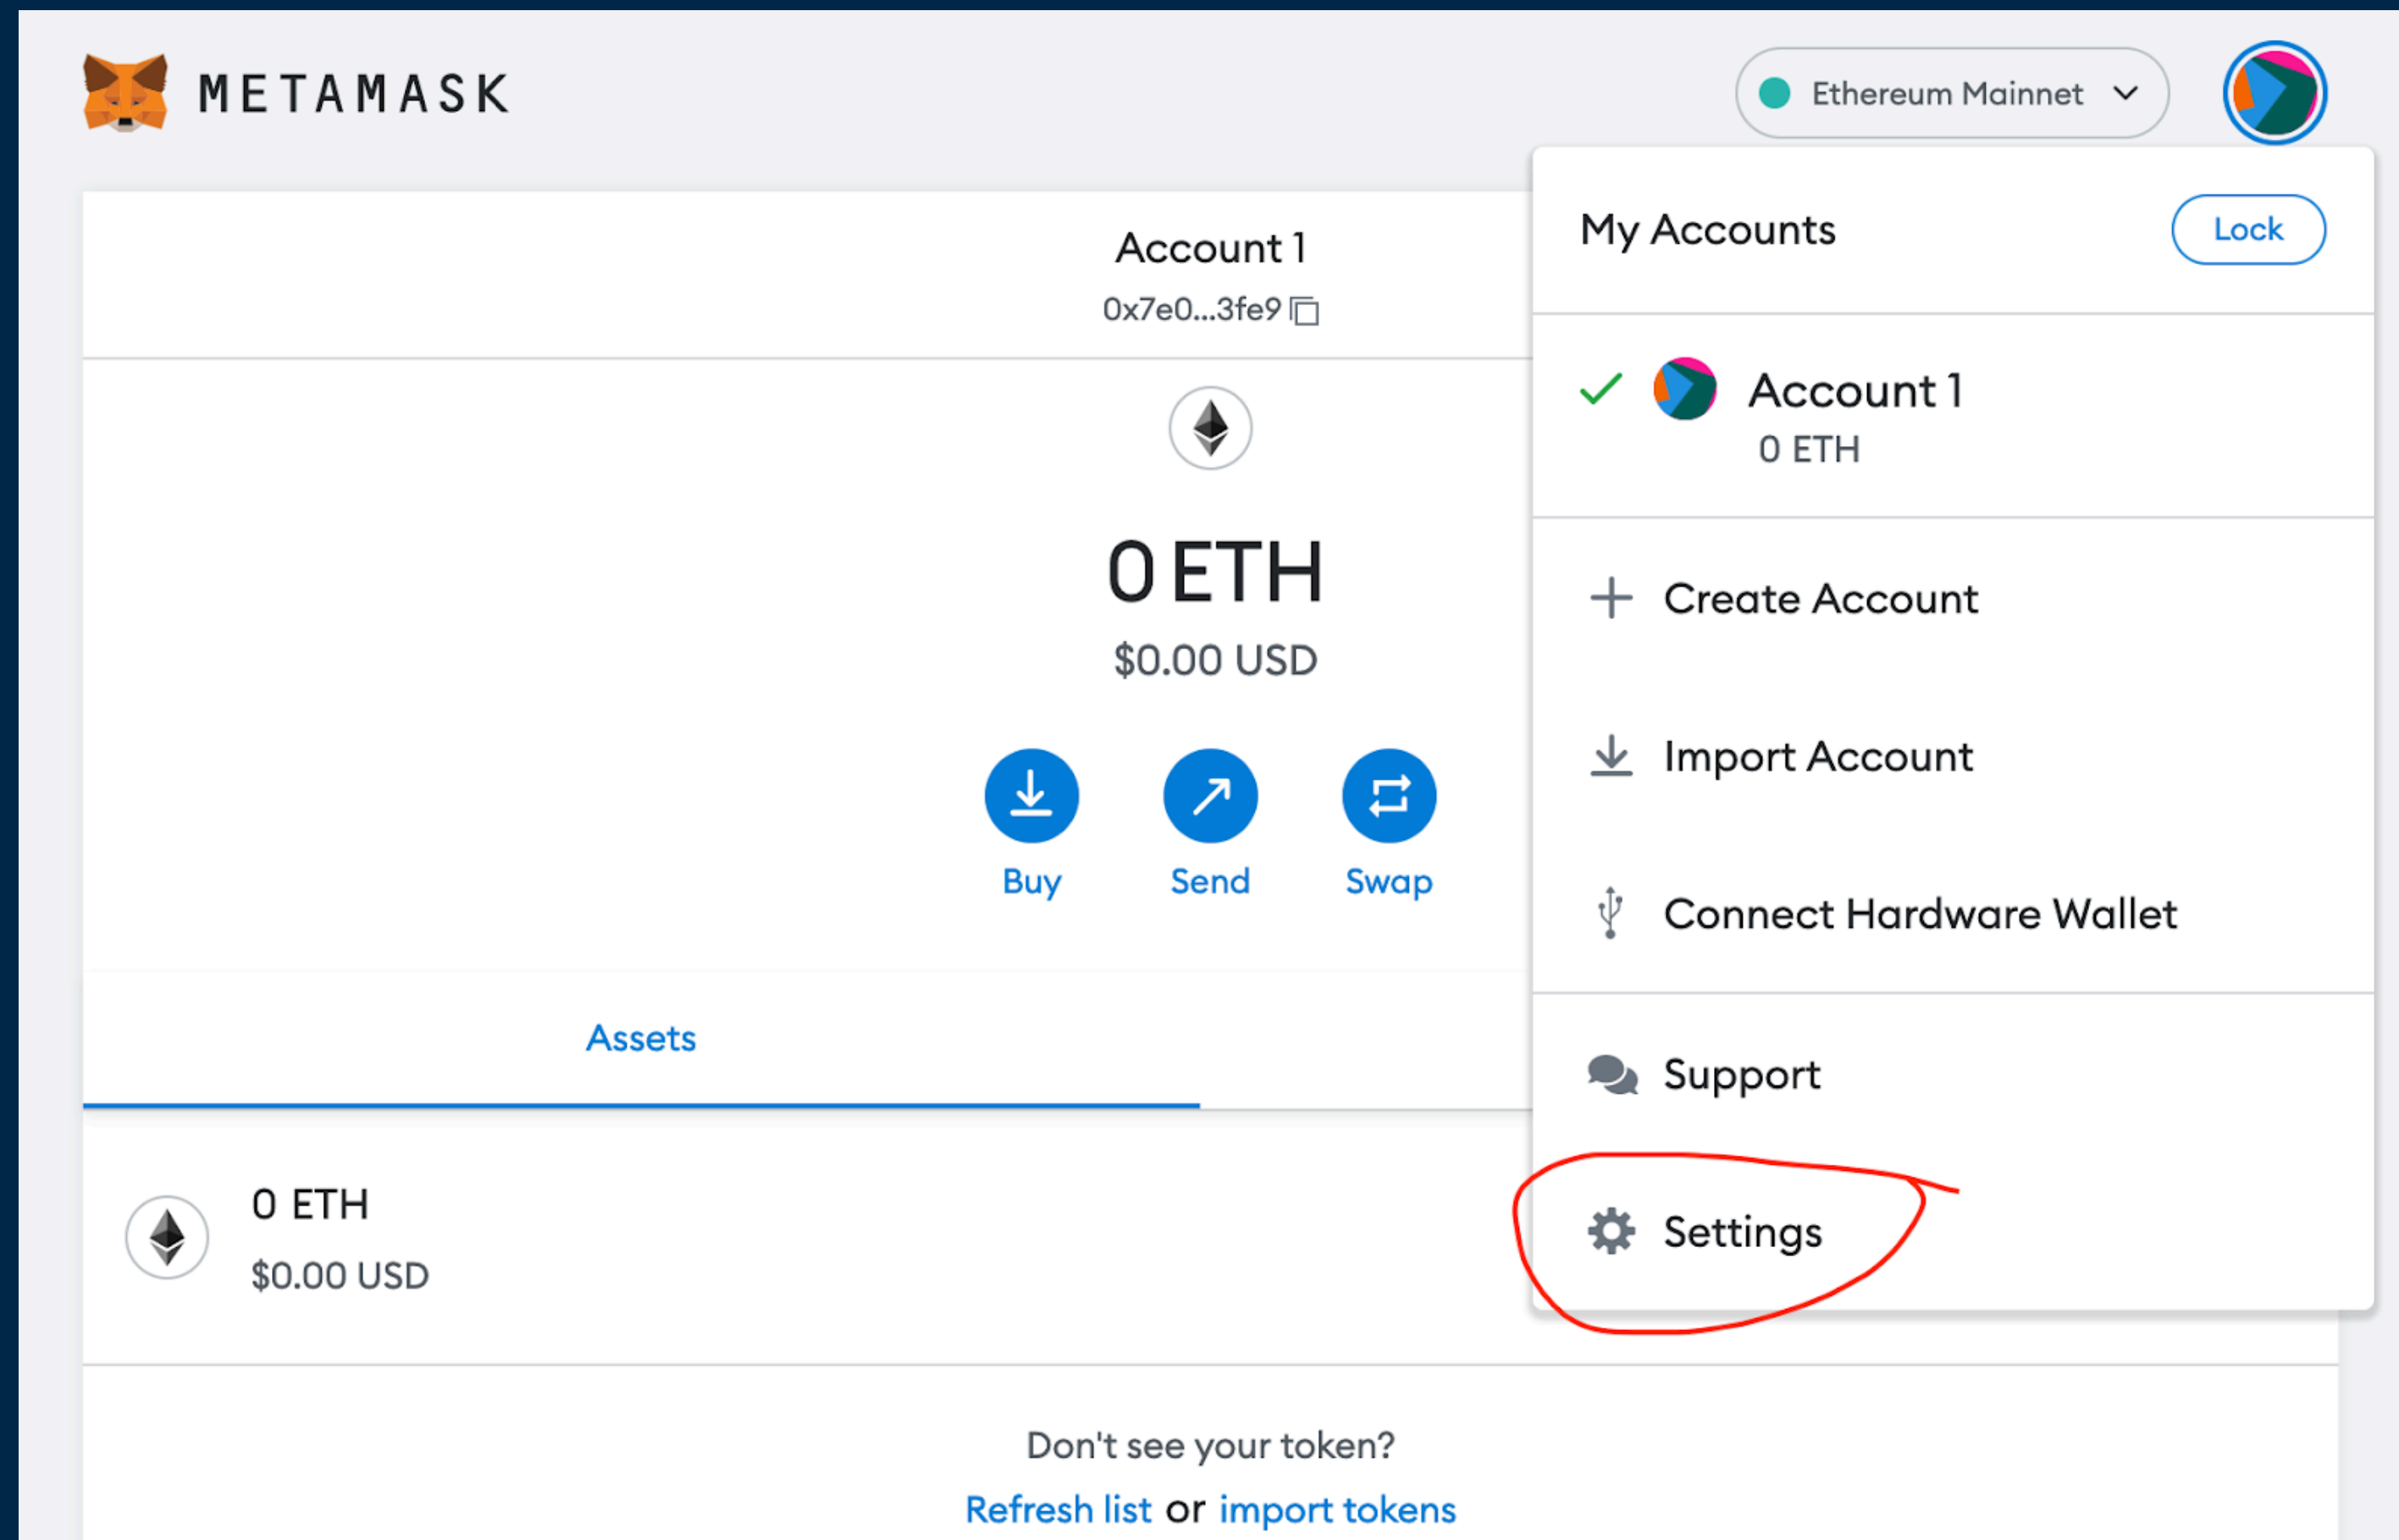 METAMASK
Ethereum Mainnet
Account 1
0x7e0...3fe9
0 ETH
$0.00 USD
Buy Send Swap
Assets
0 ETH
$0.00 USD
Don't see your token?
Refresh list or import tokens
My Accounts Lock
Account 1
0 ETH
Create Account
Import Account
Connect Hardware Wallet
Support
Settings